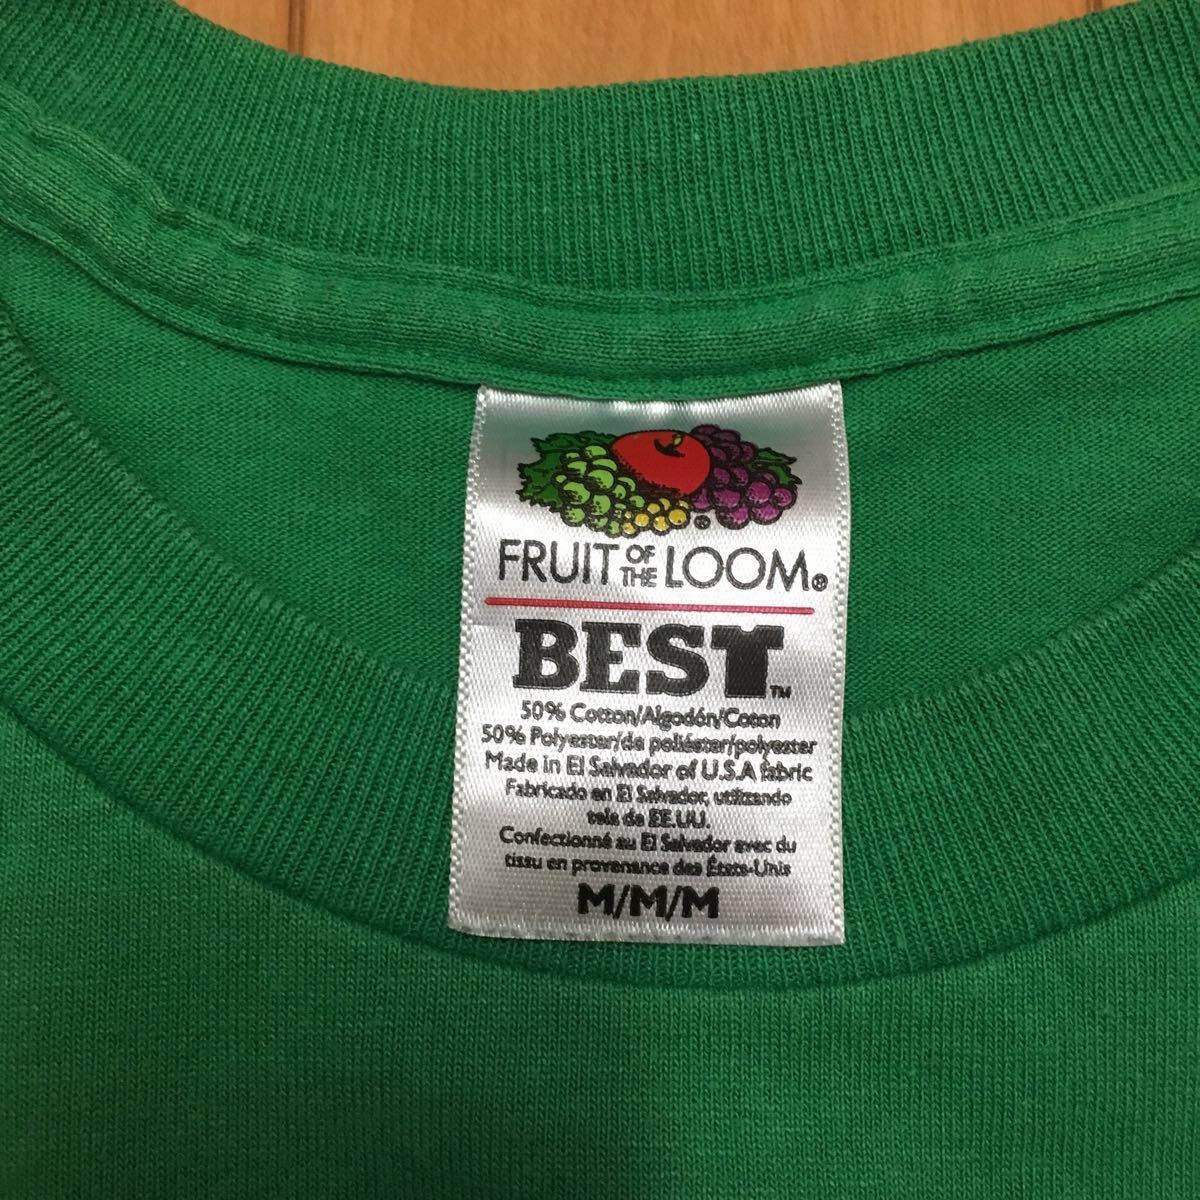 ®
FRUIT OF THE LOOM®
BEST™
50% Cotton/Algodón/Coton
50% Polyester/de poliéster/polyester
Made in El Salvador of U.S.A fabric
Fabricado en El Salvador, utilizando
tela de EE.UU.
Confectionné au El Salvador avec du
tissu en provenance des États-Unis
M/M/M